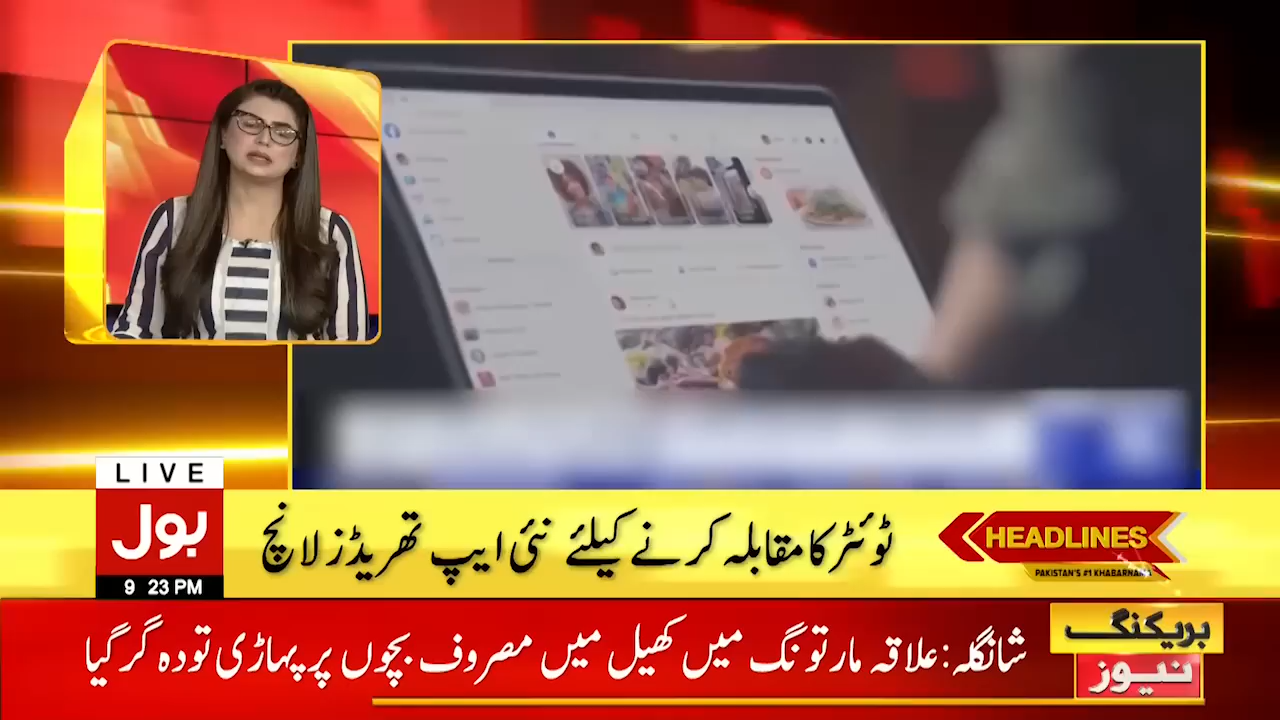 LIVE
بول
9 23 PM
ٹوئٹر کا مقابلہ کرنے کیلئے نئی ایپ تھریڈز لانچ
HEADLINES
PAKISTAN'S #1 KHABARNAMA
بریکنگ
نیوز
شانگلہ: علاقہ مارتونگ میں کھیل میں مصروف بچوں پر پہاڑی تودہ گر گیا